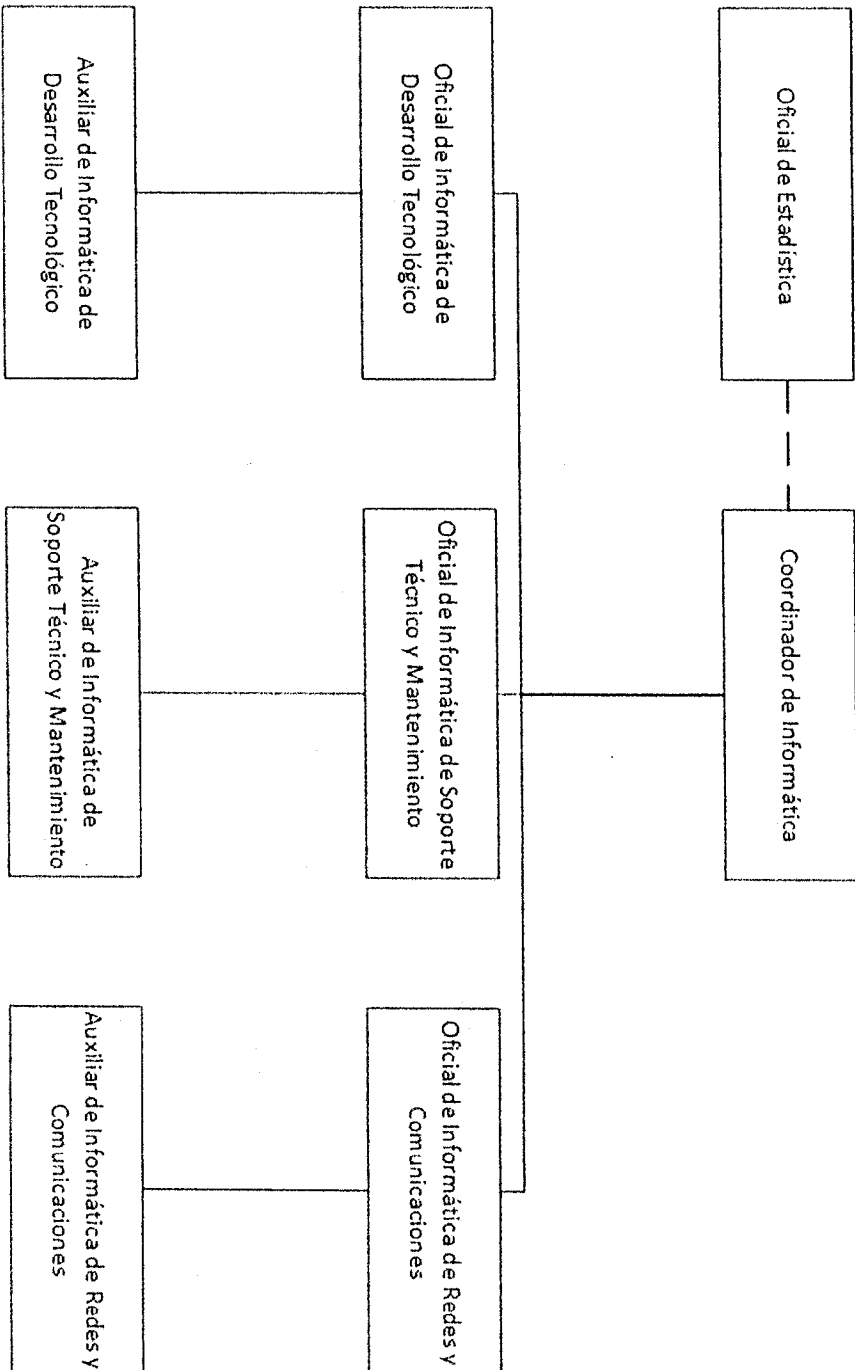 Oficial de Estadística
Coordinador de Informática
Oficial de Informática de
Desarrollo Tecnológico
Oficial de Informática de Soporte
Técnico y Mantenimiento
Oficial de Informática de Redes y
Comunicaciones
Auxiliar de Informática de
Desarrollo Tecnológico
Auxiliar de Informática de
Soporte Técnico y Mantenimiento
Auxiliar de Informática de Redes y
Comunicaciones